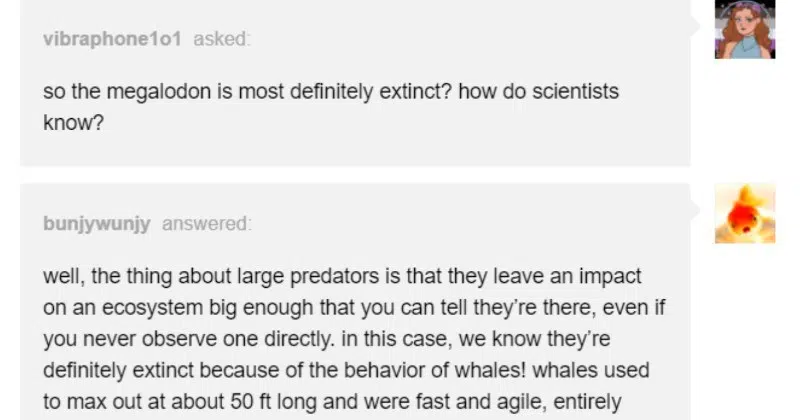 vibraphone1o1 asked:
so the megalodon is most definitely extinct? how do scientists
know?
bunjywunjy answered:
well, the thing about large predators is that they leave an impact
on an ecosystem big enough that you can tell they’re there, even if
you never observe one directly. in this case, we know they’re
definitely extinct because of the behavior of whales! whales used
to max out at about 50 ft long and were fast and agile, entirely